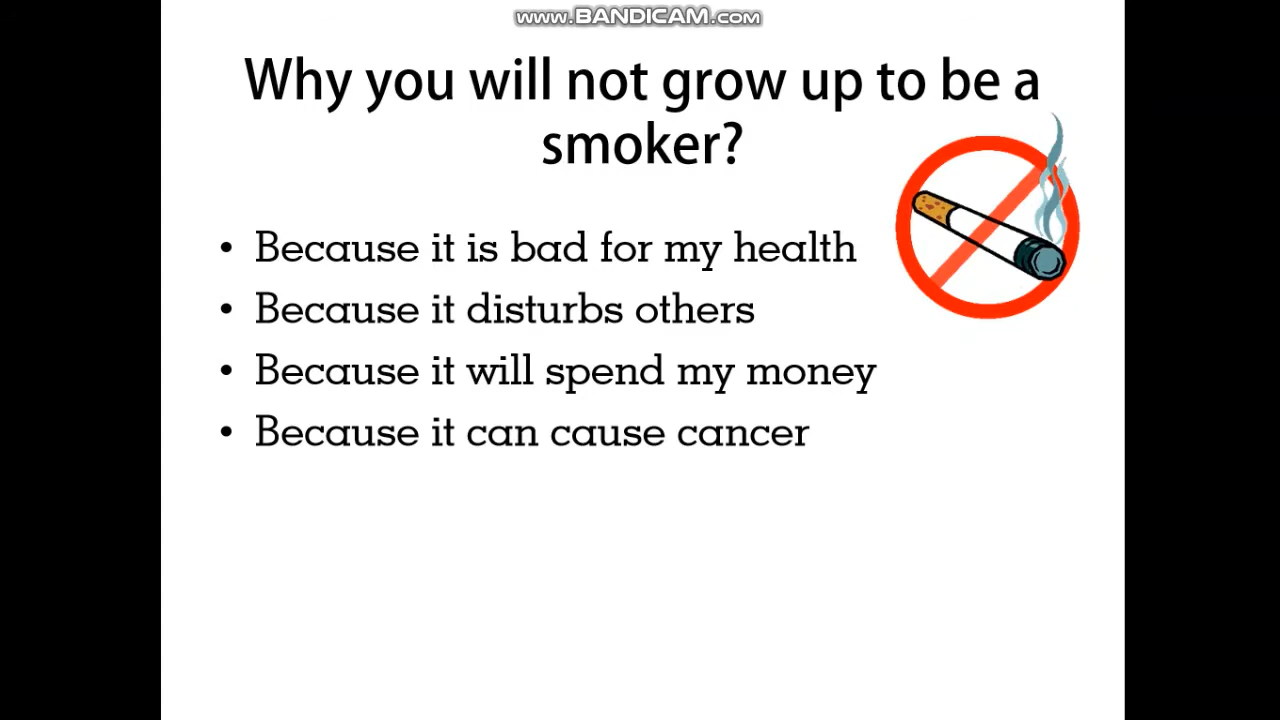 www.BANDICAM.com
Why you will not grow up to be a
smoker?
• Because it is bad for my health
• Because it disturbs others
• Because it will spend my money
• Because it can cause cancer